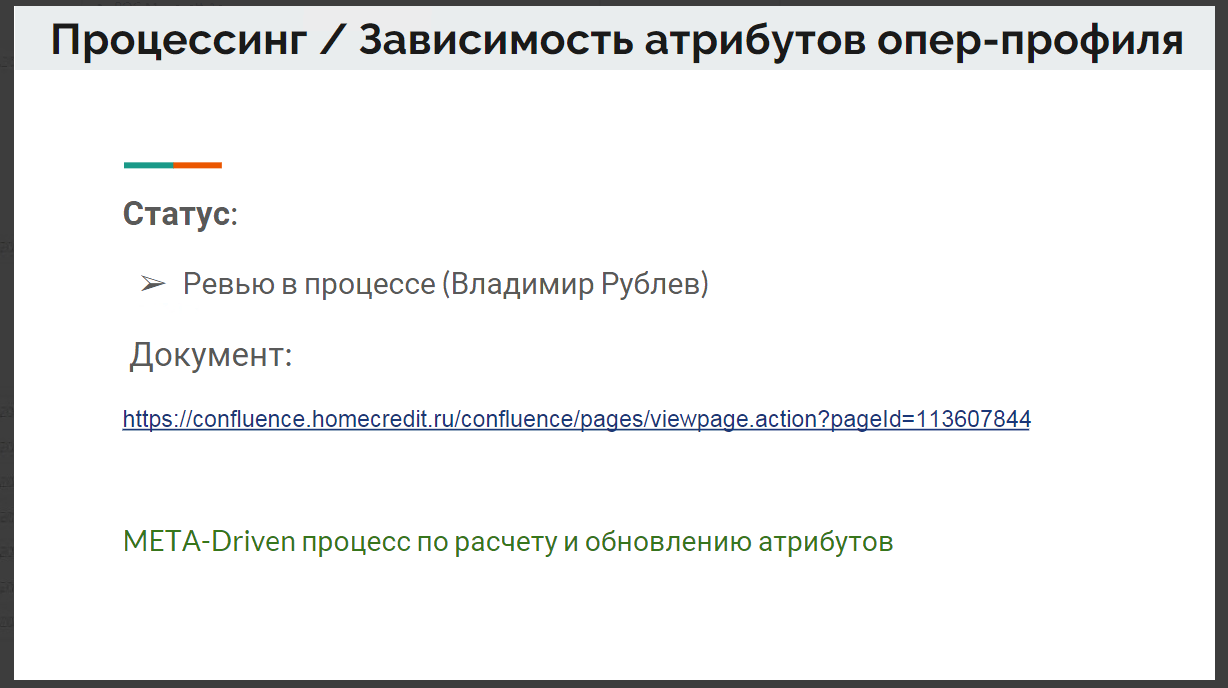 Процессинг / Зависимость атрибутов опер-профиля
Статус:
➢ Ревью в процессе (Владимир Рублев)
Документ:
https://confluence.homecredit.ru/confluence/pages/viewpage.action?pageId=113607844
META-Driven процесс по расчету и обновлению атрибутов